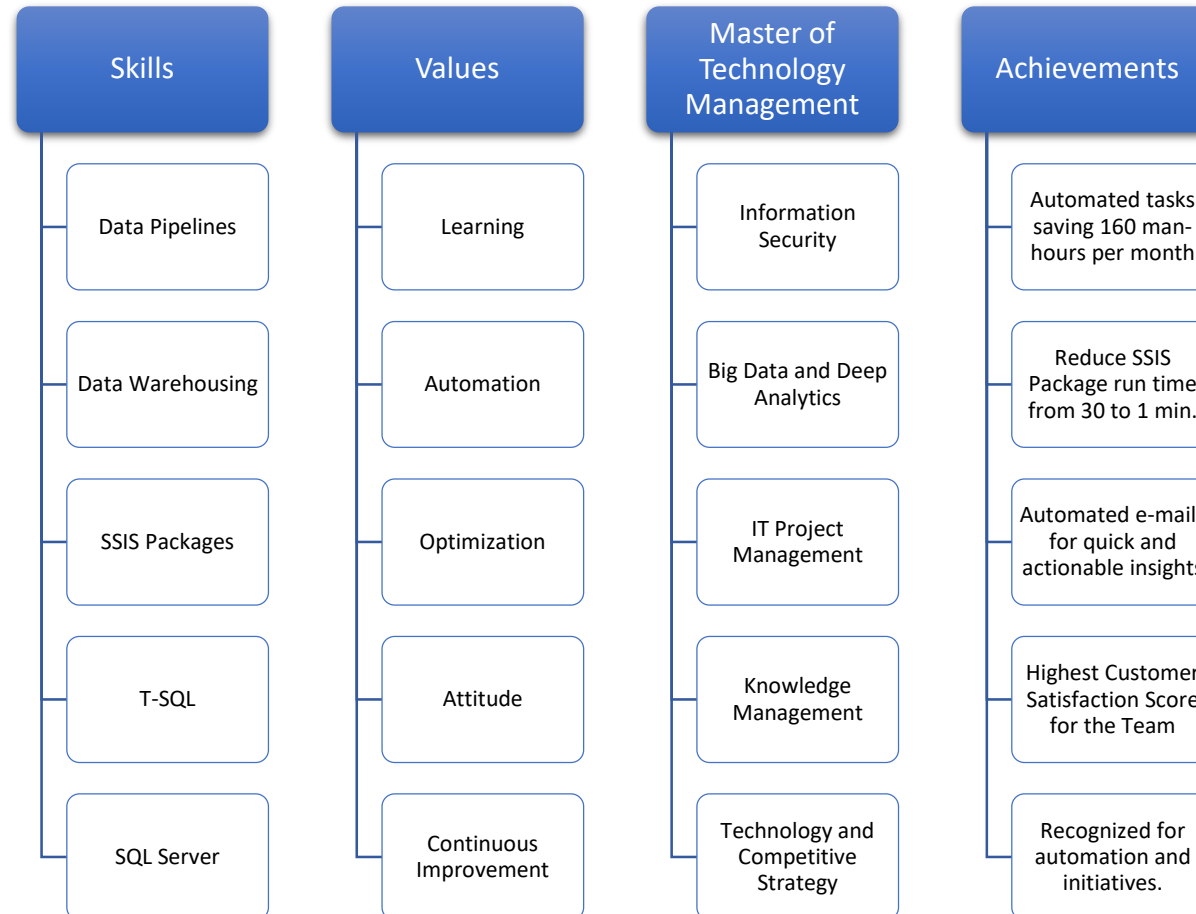 Skills
Data Pipelines
Data Warehousing
SSIS Packages
T-SQL
SQL Server
Values
Learning
Automation
Optimization
Attitude
Continuous
Improvement
Master of
Technology
Management
Information
Security
Big Data and Deep
Analytics
IT Project
Management
Knowledge
Management
Technology and
Competitive
Strategy
Achievements
Automated tasks
saving 160 man-
hours per month
Reduce SSIS
Package run time
from 30 to 1 min.
Automated e-mail
for quick and
actionable insights
Highest Customer
Satisfaction Score
for the Team
Recognized for
automation and
initiatives.